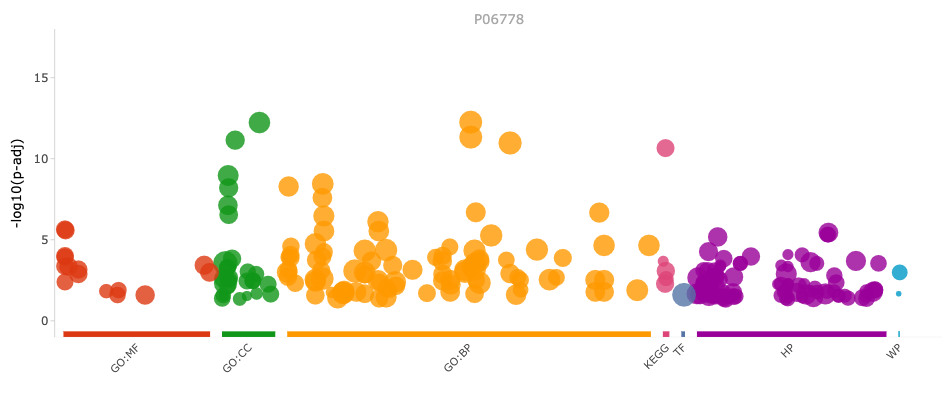 P06778
-log10(p-adj)
15
10
5
0
GO:MF
GO:CC
GO:BP
KEGG
TF
HP
WP